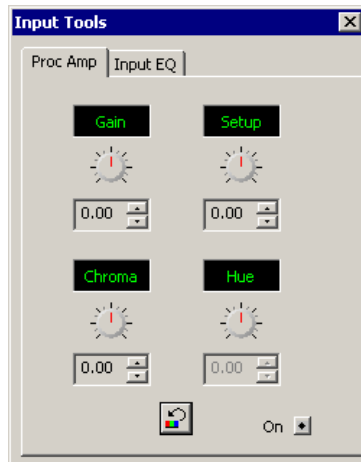 Input Tools
Proc Amp Input EQ
Gain Setup
0.00 0.00
Chroma Hue
0.00 0.00
On